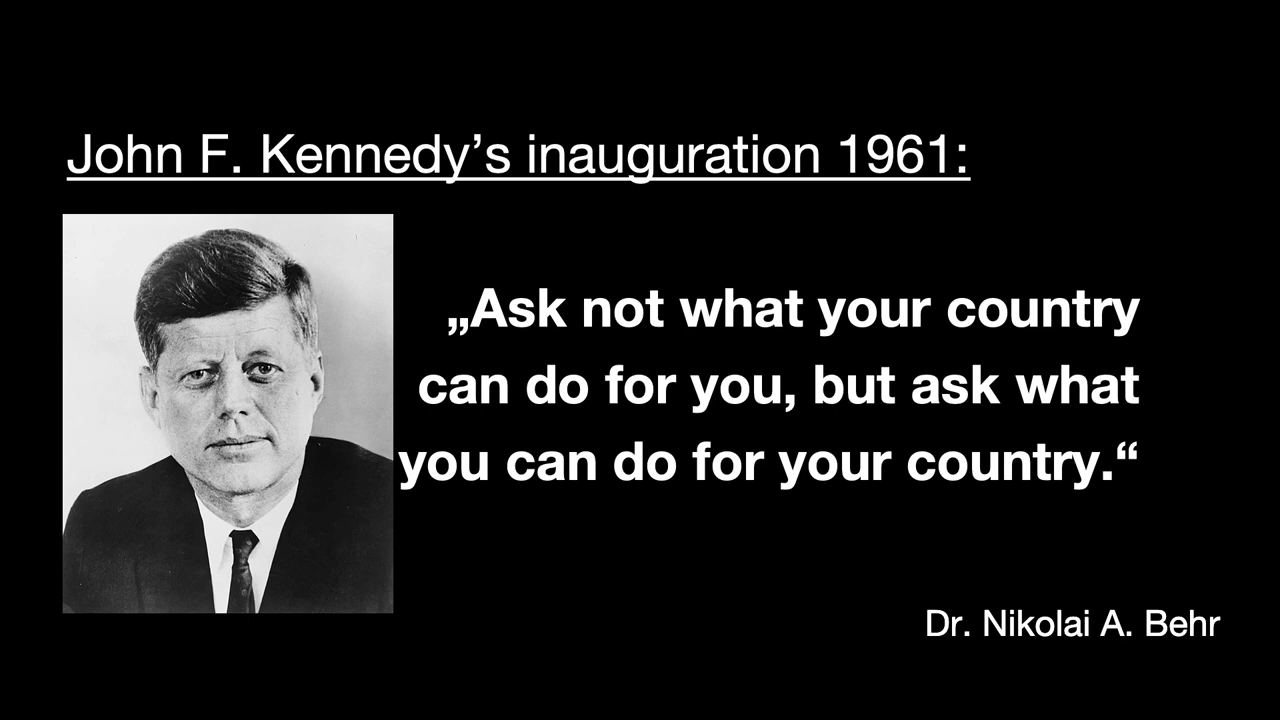 John F. Kennedy’s inauguration 1961:
„Ask not what your country
can do for you, but ask what
you can do for your country.“
Dr. Nikolai A. Behr